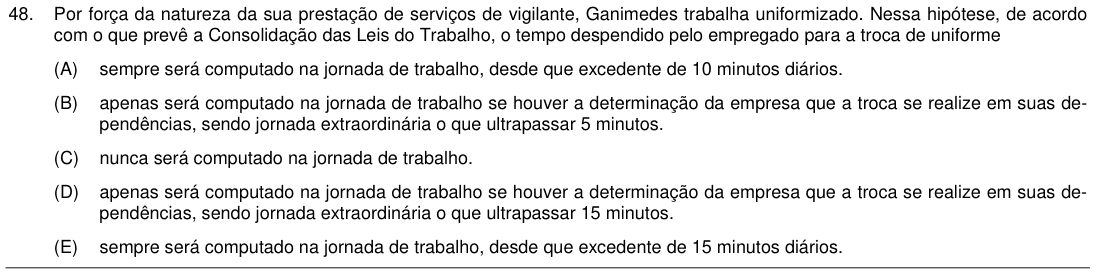 48. Por força da natureza da sua prestação de serviços de vigilante, Ganimedes trabalha uniformizado. Nessa hipótese, de acordo
com o que prevê a Consolidação das Leis do Trabalho, o tempo despendido pelo empregado para a troca de uniforme
(A) sempre será computado na jornada de trabalho, desde que excedente de 10 minutos diários.
(B) apenas será computado na jornada de trabalho se houver a determinação da empresa que a troca se realize em suas de-
pendências, sendo jornada extraordinária o que ultrapassar 5 minutos.
(C) nunca será computado na jornada de trabalho.
(D) apenas será computado na jornada de trabalho se houver a determinação da empresa que a troca se realize em suas de-
pendências, sendo jornada extraordinária o que ultrapassar 15 minutos.
(E) sempre será computado na jornada de trabalho, desde que excedente de 15 minutos diários.